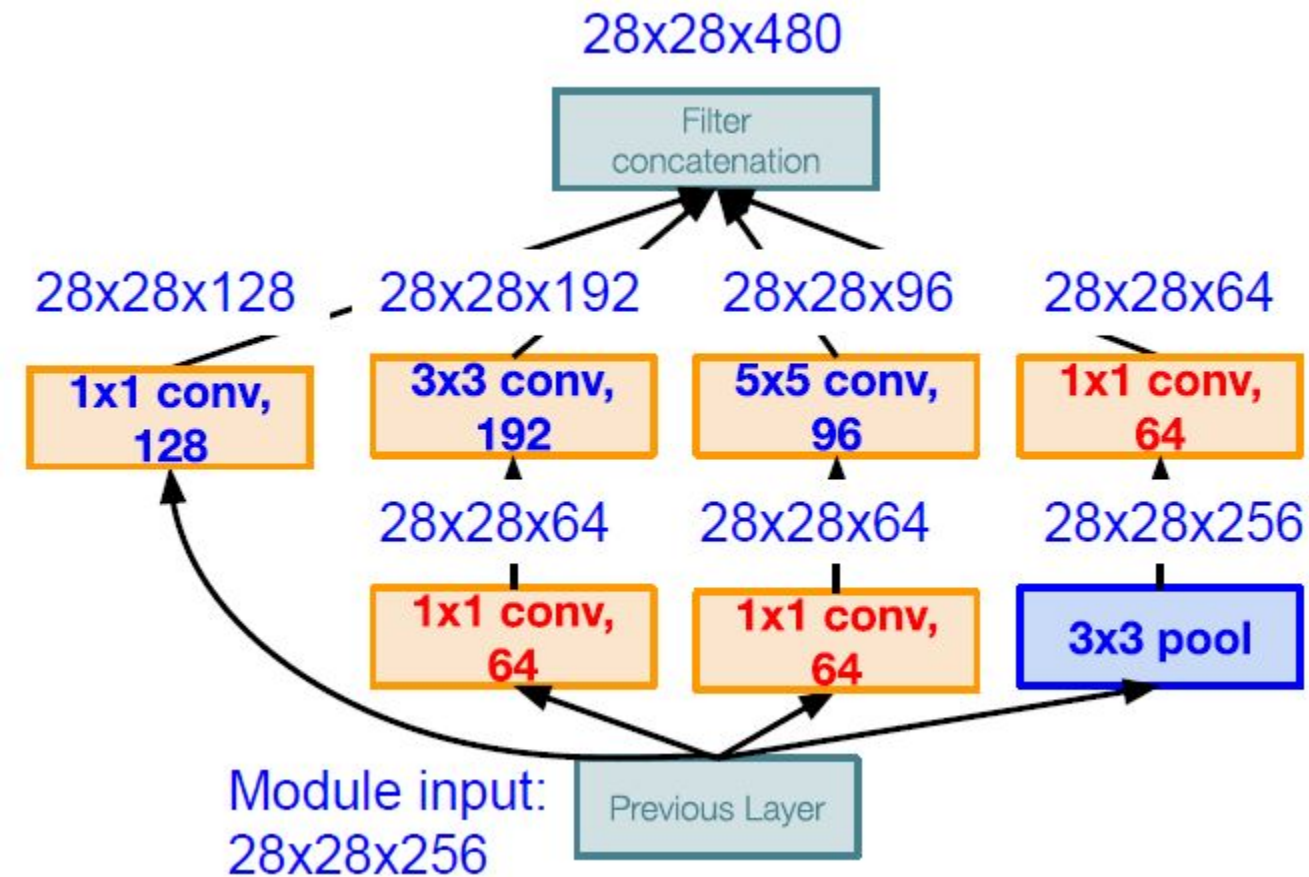 28x28x480
Filter
concatenation
28x28x128
28x28x192
28x28x96
28x28x64
1x1 conv,
128
3x3 conv,
192
5x5 conv,
96
1x1 conv,
64
28x28x64
28x28x64
28x28x256
1x1 conv,
64
1x1 conv,
64
3x3 pool
Module input:
28x28x256
Previous Layer